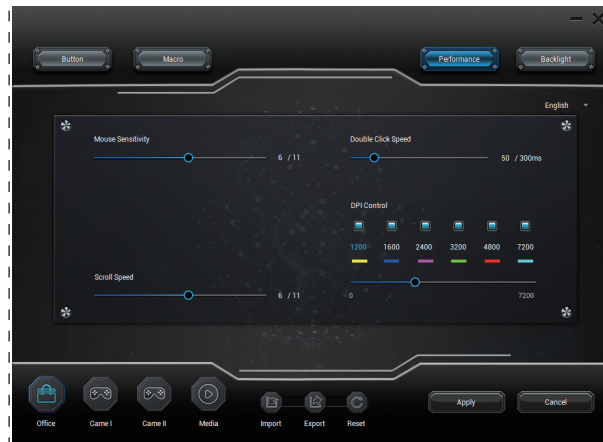 Button
Macro
Performance
Backlight
English
Mouse Sensitivity
6 / 11
Double Click Speed
50 / 300ms
DPI Control
1200 1600 2400 3200 4800 7200
Scroll Speed
6 / 11
0 7200
Office Game I Game II Media Import Export Reset
Apply Cancel